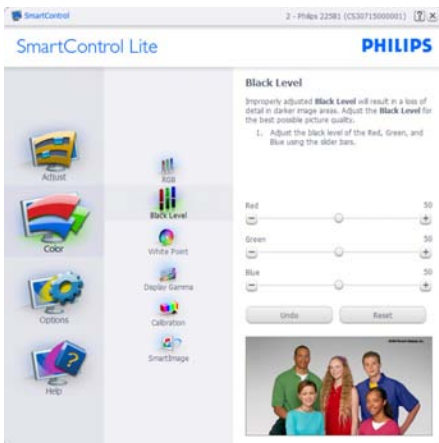 SmartControl
2 - Philips 225B1 (CS30715000001)
SmartControl Lite
PHILIPS
Adjust
Color
Options
Help
RGB
Black Level
White Point
Display Gamma
Calibration
SmartImage
Black Level
Improperly adjusted Black Level will result in a loss of
detail in darker image areas. Adjust the Black Level for
the best possible picture quality.
1. Adjust the black level of the Red, Green, and
Blue using the slider bars.
Red 50
Green 50
Blue 50
Undo
Reset